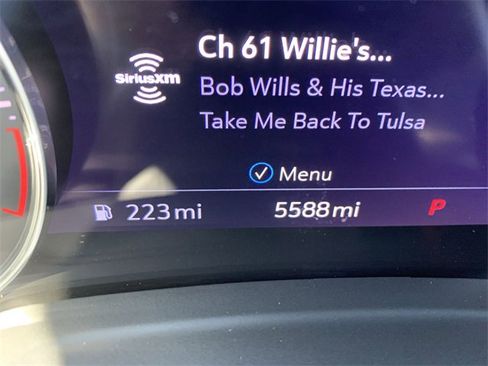 Ch 61 Willie's...
SiriusXM
Bob Wills & His Texas...
Take Me Back To Tulsa
Menu
223 mi 5588 mi P